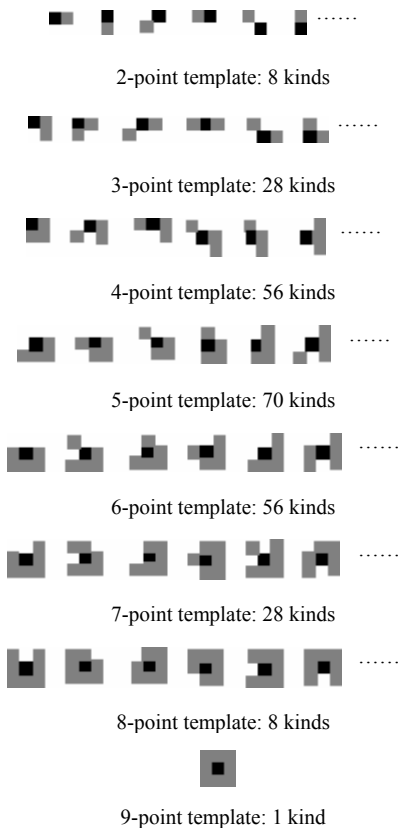 ......
2-point template: 8 kinds
......
3-point template: 28 kinds
......
4-point template: 56 kinds
......
5-point template: 70 kinds
......
6-point template: 56 kinds
......
7-point template: 28 kinds
......
8-point template: 8 kinds
9-point template: 1 kind